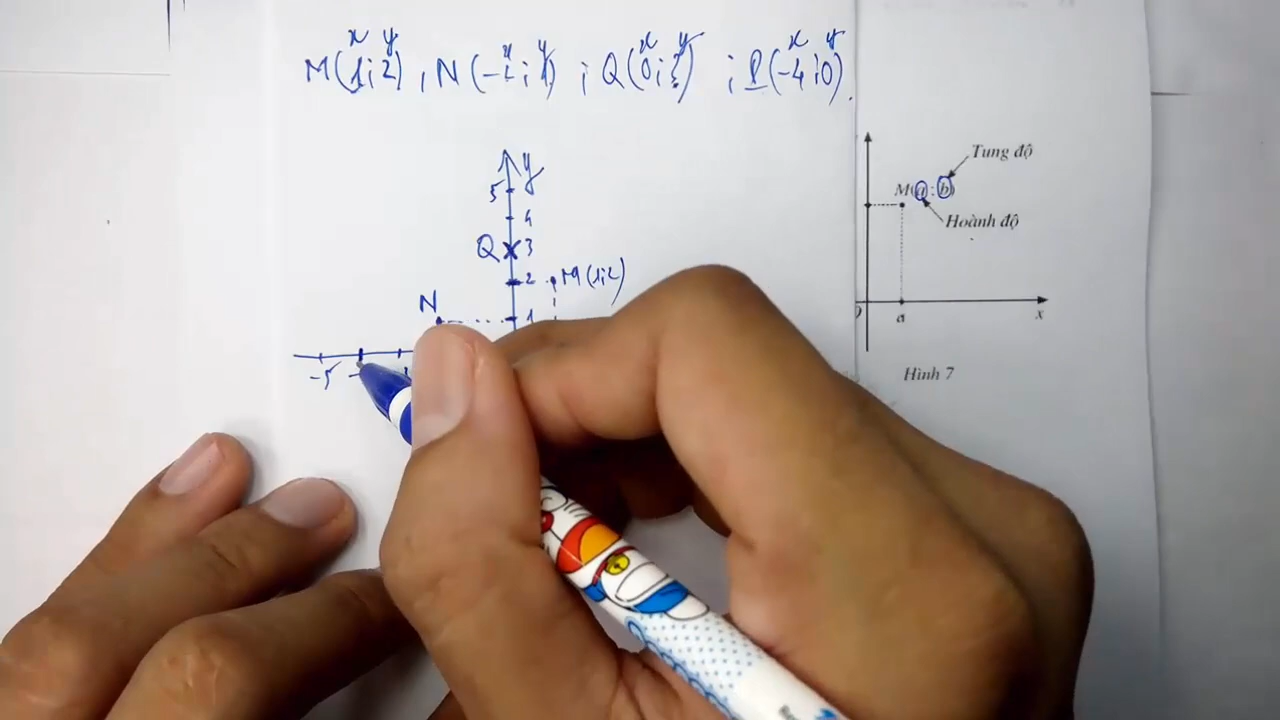 x y x y x y x y
M(1;2) ; N(-2;1) ; Q(0;3) ; P(-4;0).
y
5
4
Q 3
2 M(1;2)
N 1
-5
Tung độ
M(a ; b)
Hoành độ
a x
Hình 7